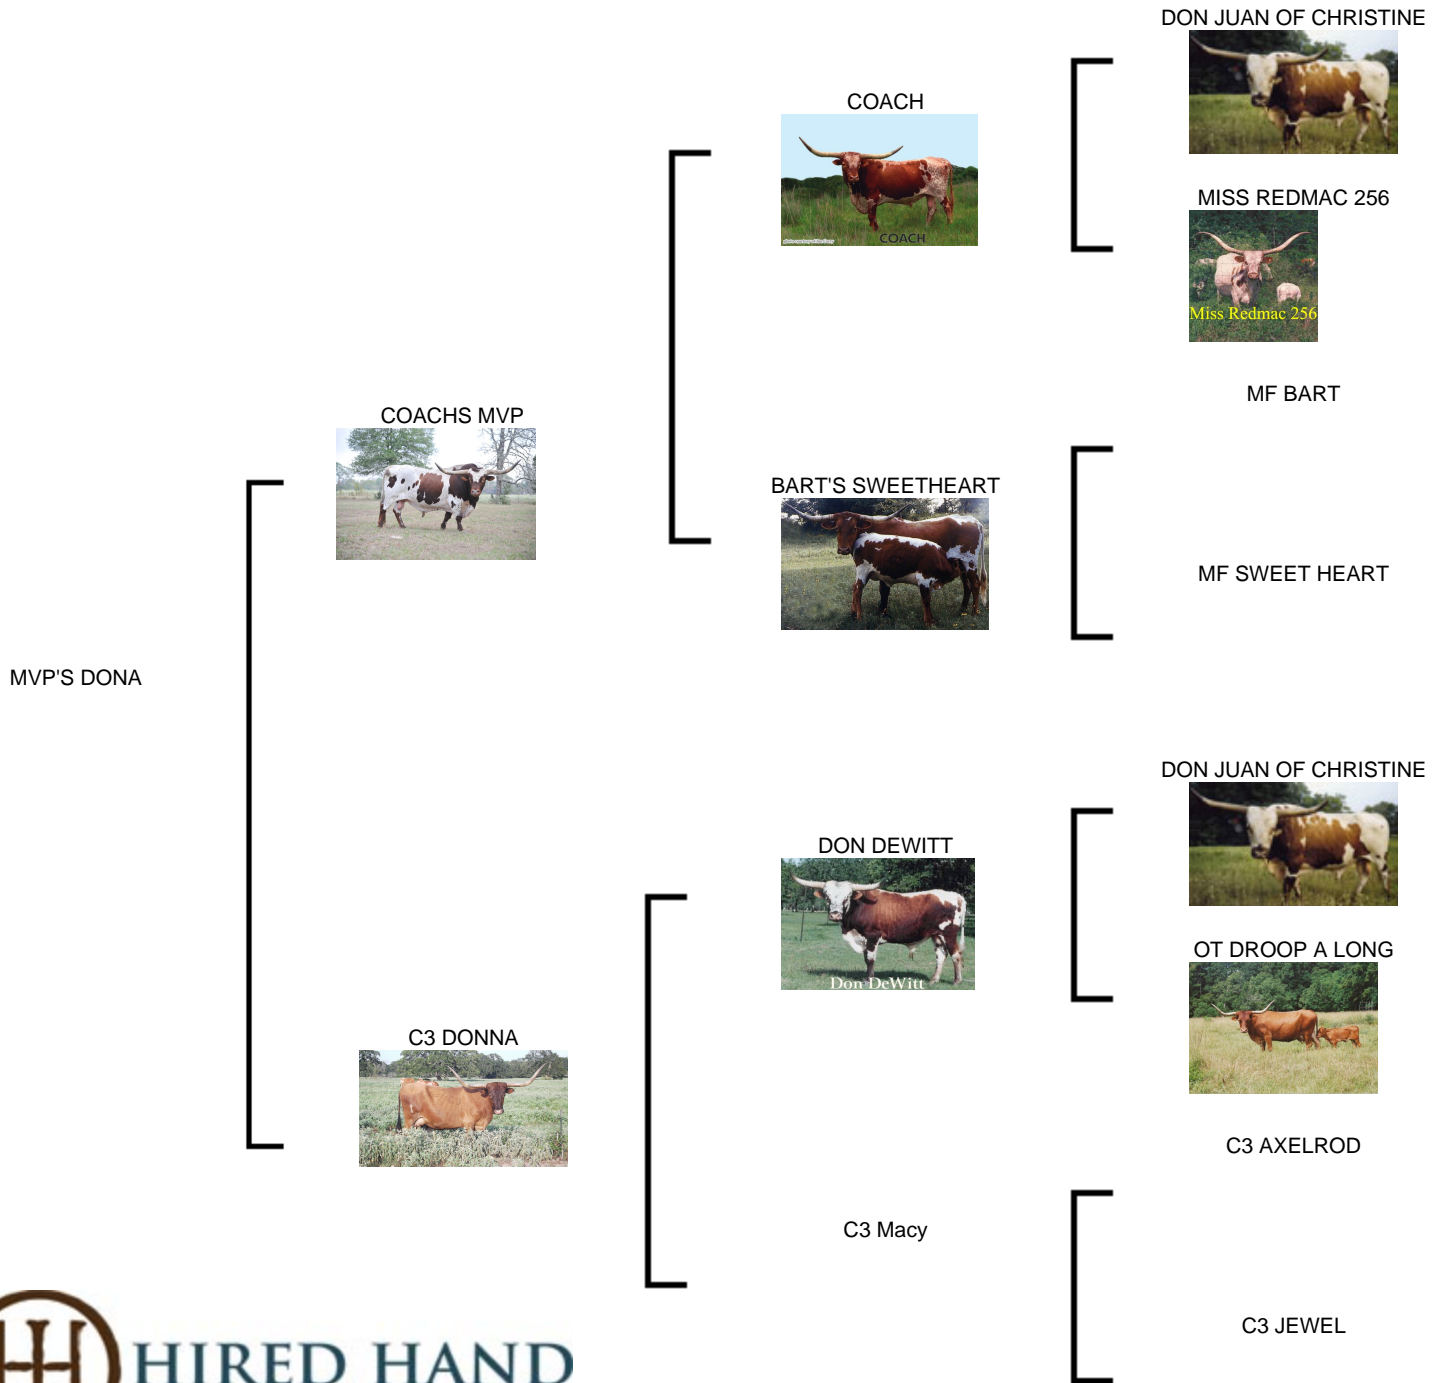 DON JUAN OF CHRISTINE
COACH
COACH
MISS REDMAC 256
Miss Redmac 256
MF BART
COACHS MVP
BART'S SWEETHEART
MF SWEET HEART
MVP'S DONA
DON JUAN OF CHRISTINE
DON DEWITT
Don DeWitt
OT DROOP A LONG
C3 DONNA
C3 AXELROD
C3 Macy
C3 JEWEL
HIRED HAND